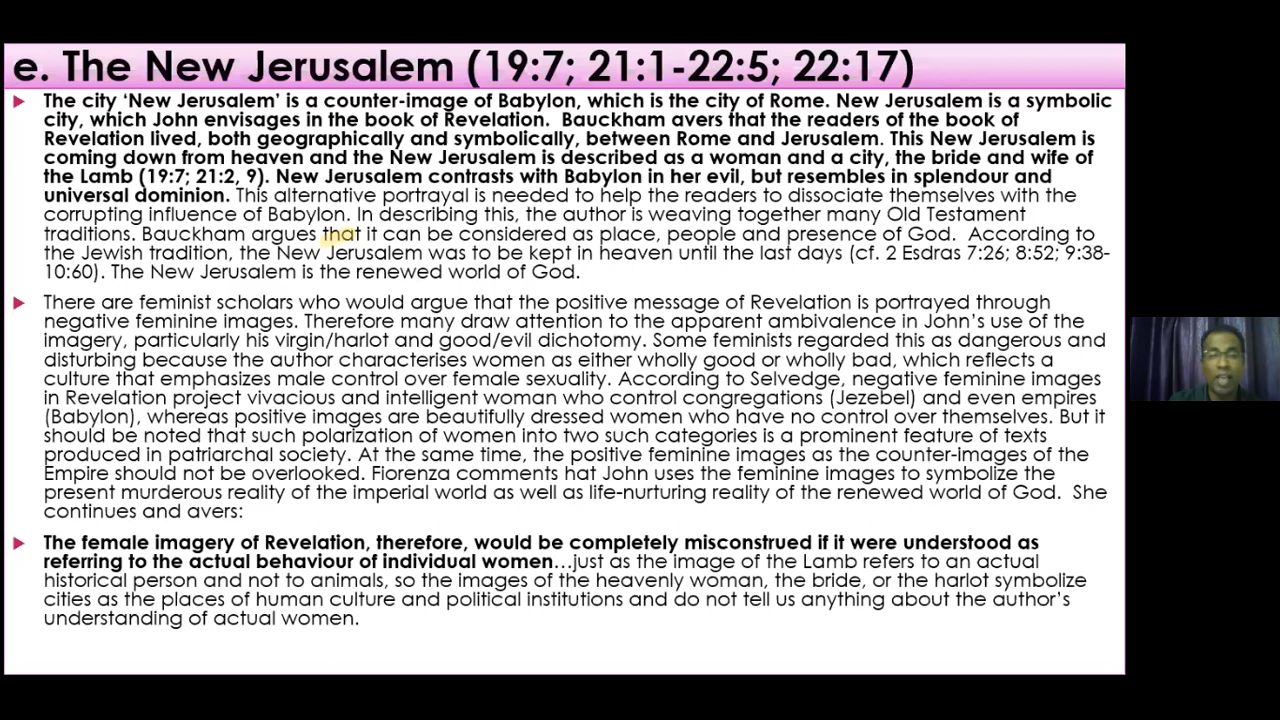 e. The New Jerusalem (19:7; 21:1-22:5; 22:17)
The city ‘New Jerusalem’ is a counter-image of Babylon, which is the city of Rome. New Jerusalem is a symbolic
city, which John envisages in the book of Revelation.  Bauckham avers that the readers of the book of
Revelation lived, both geographically and symbolically, between Rome and Jerusalem. This New Jerusalem is
coming down from heaven and the New Jerusalem is described as a woman and a city, the bride and wife of
the Lamb (19:7; 21:2, 9). New Jerusalem contrasts with Babylon in her evil, but resembles in splendour and
universal dominion. This alternative portrayal is needed to help the readers to dissociate themselves with the
corrupting influence of Babylon. In describing this, the author is weaving together many Old Testament
traditions. Bauckham argues that it can be considered as place, people and presence of God.  According to
the Jewish tradition, the New Jerusalem was to be kept in heaven until the last days (cf. 2 Esdras 7:26; 8:52; 9:38-
10:60). The New Jerusalem is the renewed world of God.
There are feminist scholars who would argue that the positive message of Revelation is portrayed through
negative feminine images. Therefore many draw attention to the apparent ambivalence in John’s use of the
imagery, particularly his virgin/harlot and good/evil dichotomy. Some feminists regarded this as dangerous and
disturbing because the author characterises women as either wholly good or wholly bad, which reflects a
culture that emphasizes male control over female sexuality. According to Selvedge, negative feminine images
in Revelation project vivacious and intelligent woman who control congregations (Jezebel) and even empires
(Babylon), whereas positive images are beautifully dressed women who have no control over themselves. But it
should be noted that such polarization of women into two such categories is a prominent feature of texts
produced in patriarchal society. At the same time, the positive feminine images as the counter-images of the
Empire should not be overlooked. Fiorenza comments hat John uses the feminine images to symbolize the
present murderous reality of the imperial world as well as life-nurturing reality of the renewed world of God.  She
continues and avers:
The female imagery of Revelation, therefore, would be completely misconstrued if it were understood as
referring to the actual behaviour of individual women…just as the image of the Lamb refers to an actual
historical person and not to animals, so the images of the heavenly woman, the bride, or the harlot symbolize
cities as the places of human culture and political institutions and do not tell us anything about the author’s
understanding of actual women.